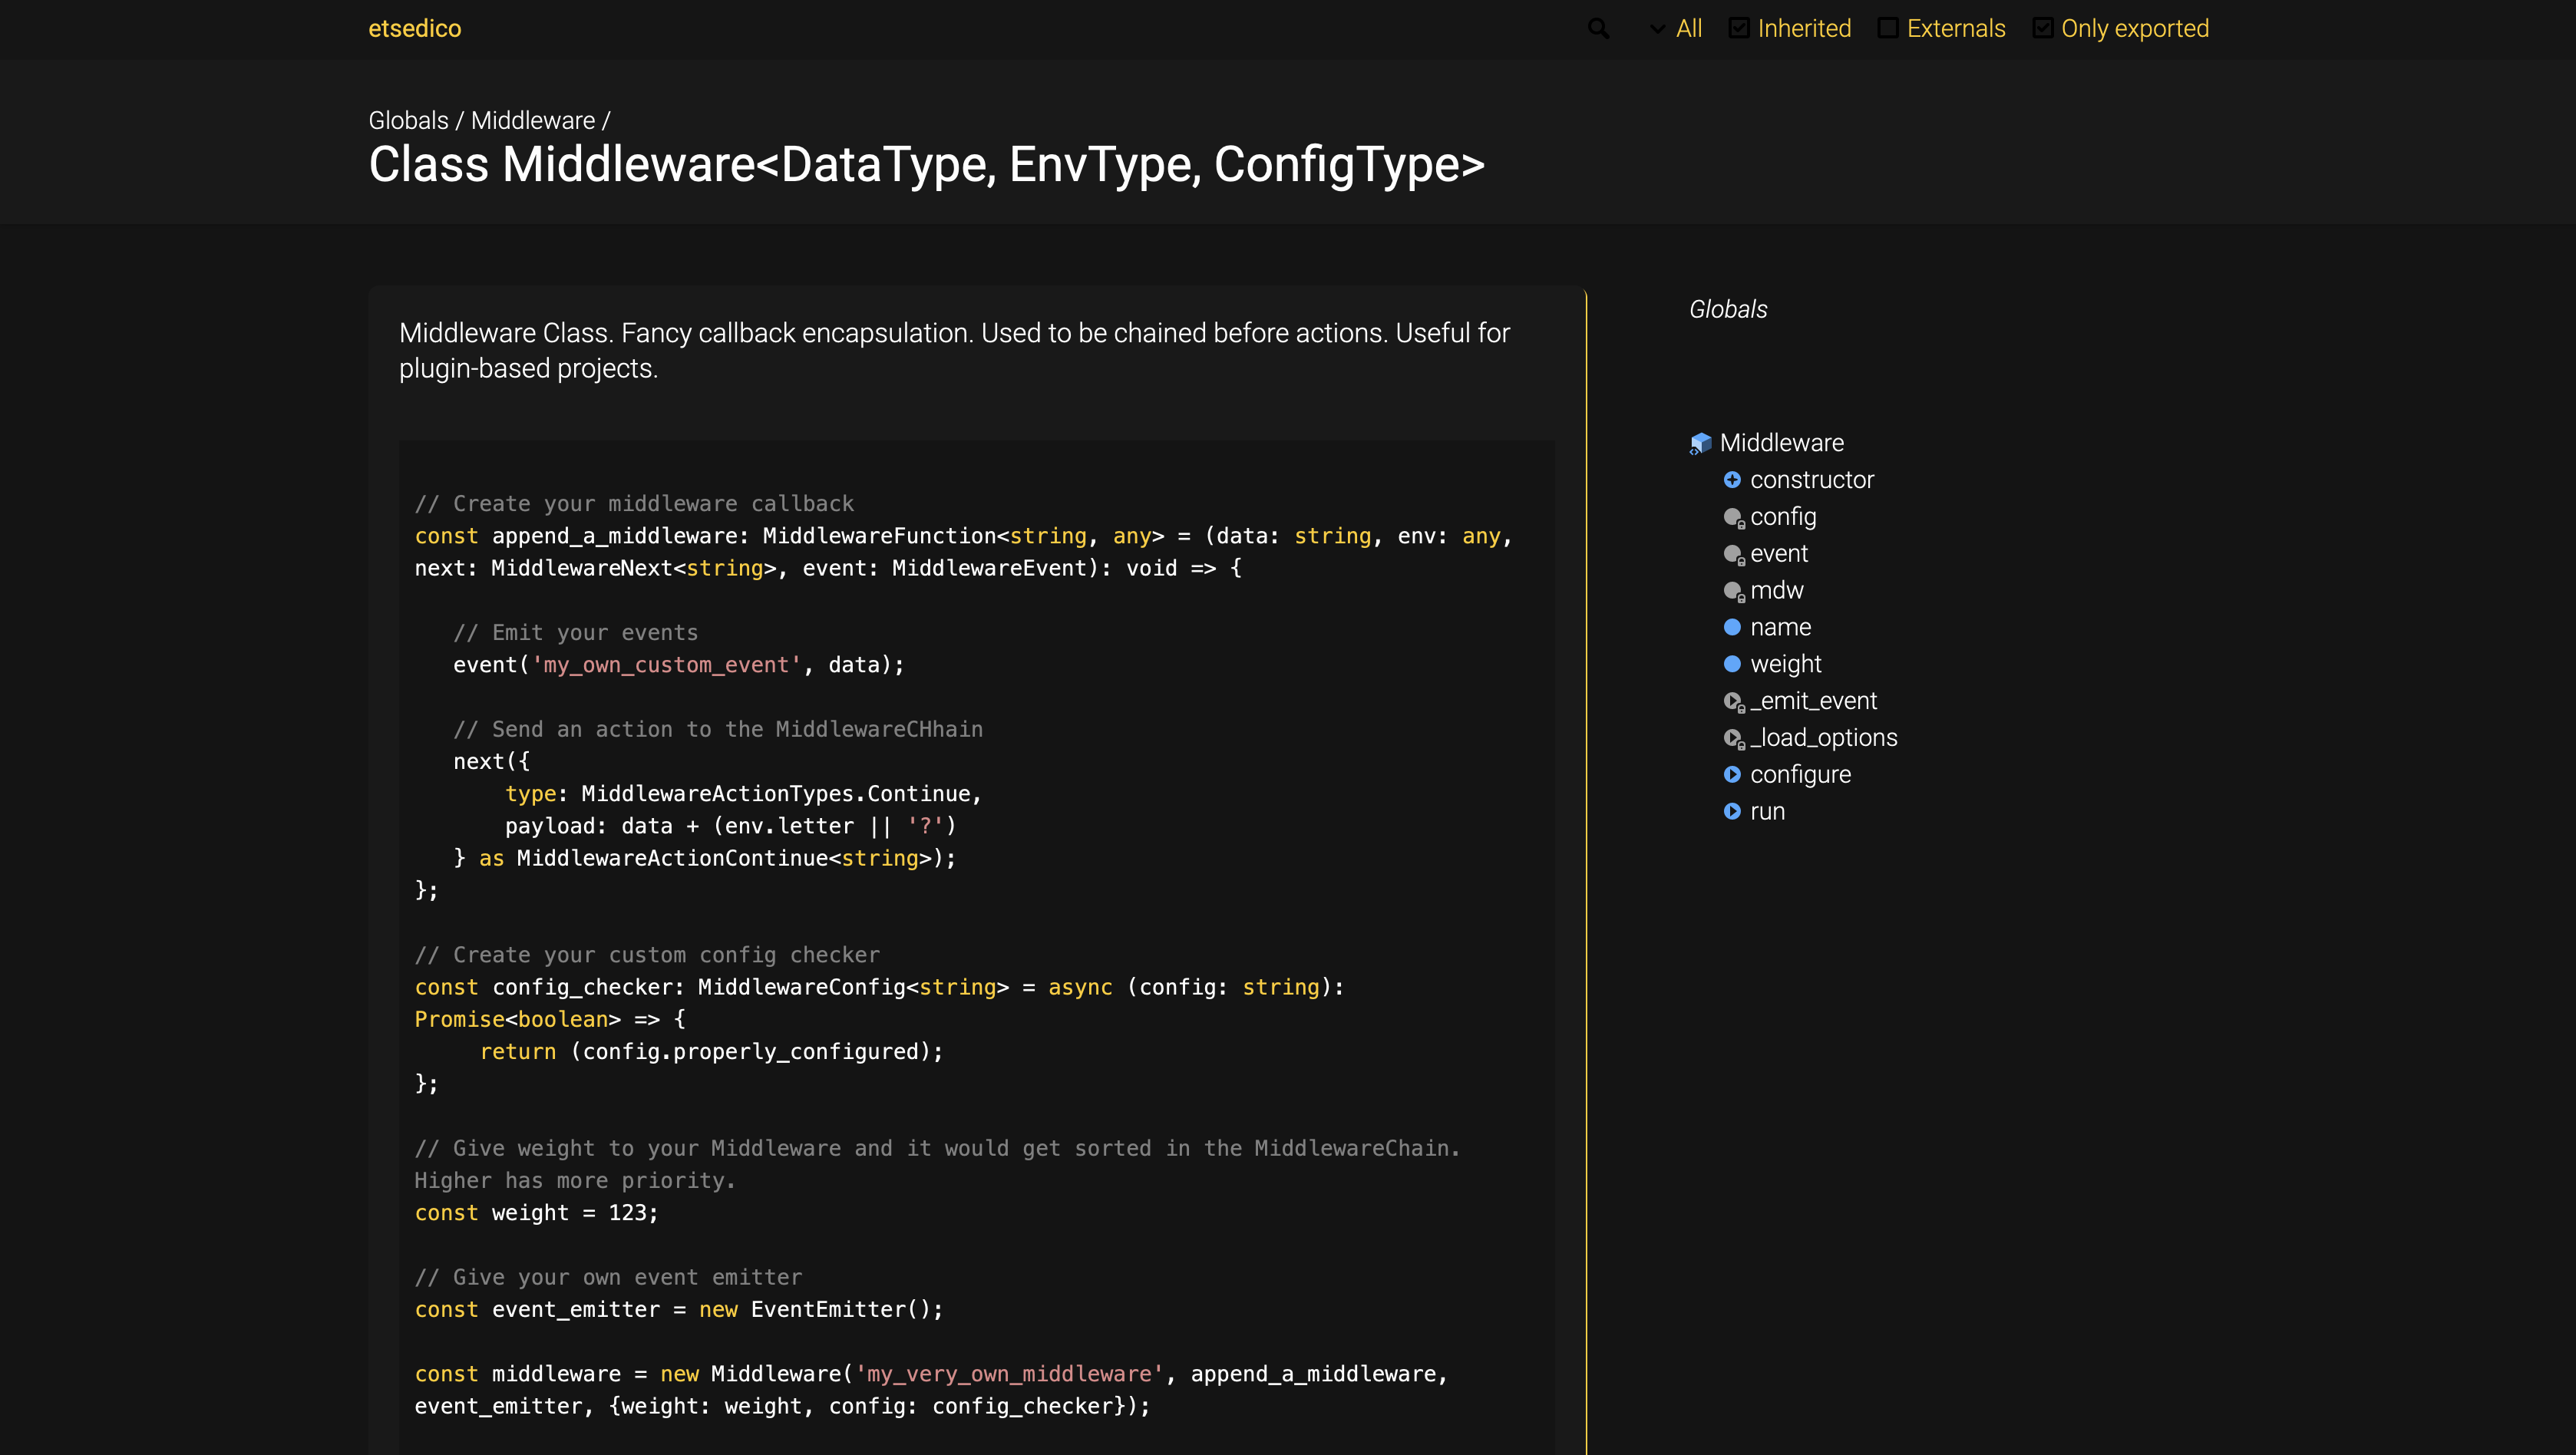 etsedico
All
Inherited
Externals
Only exported
Globals / Middleware /
Class Middleware<DataType, EnvType, ConfigType>
Middleware Class. Fancy callback encapsulation. Used to be chained before actions. Useful for
plugin-based projects.
// Create your middleware callback
const append_a_middleware: MiddlewareFunction<string, any> = (data: string, env: any,
next: MiddlewareNext<string>, event: MiddlewareEvent): void => {
// Emit your events
event('my_own_custom_event', data);
// Send an action to the MiddlewareCHhain
next({
type: MiddlewareActionTypes.Continue,
payload: data + (env.letter || '?')
} as MiddlewareActionContinue<string>);
};
// Create your custom config checker
const config_checker: MiddlewareConfig<string> = async (config: string):
Promise<boolean> => {
return (config.properly_configured);
};
// Give weight to your Middleware and it would get sorted in the MiddlewareChain.
Higher has more priority.
const weight = 123;
// Give your own event emitter
const event_emitter = new EventEmitter();
const middleware = new Middleware('my_very_own_middleware', append_a_middleware,
event_emitter, {weight: weight, config: config_checker});
Globals
Middleware
constructor
config
event
mdw
name
weight
_emit_event
_load_options
configure
run